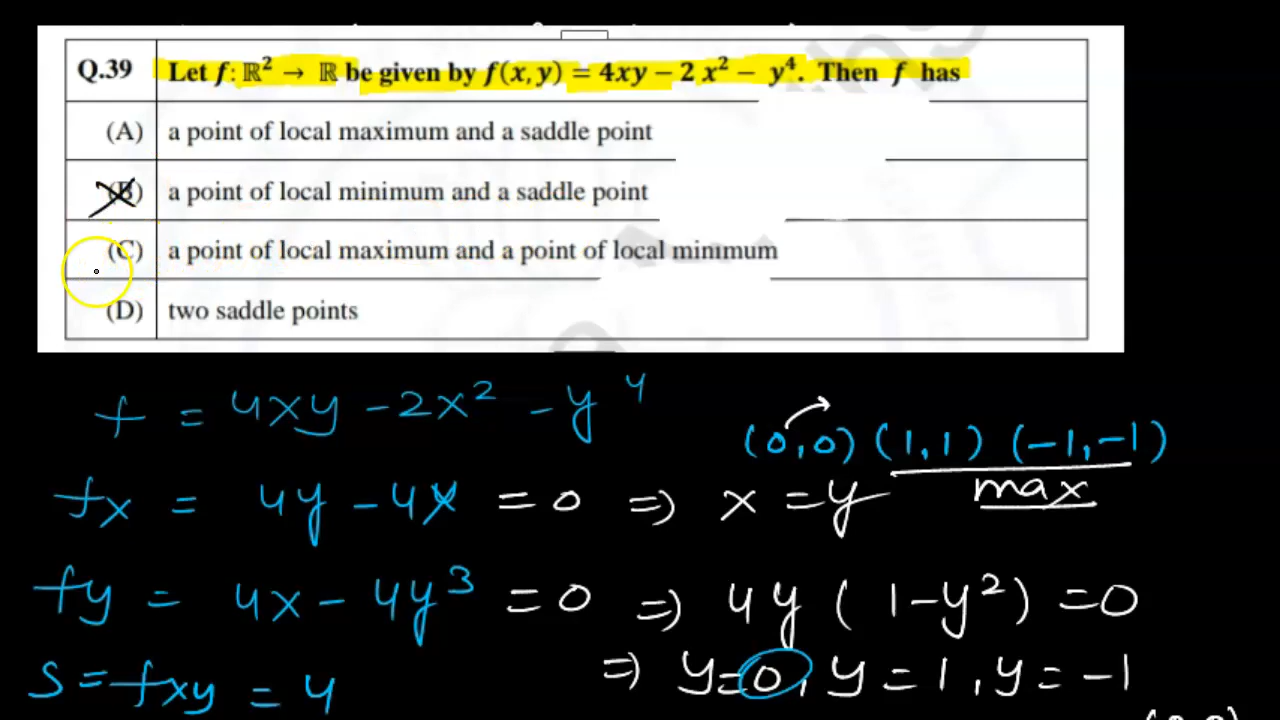 Q.39 Let f: ℝ² → ℝ be given by f(x, y) = 4xy − 2 x² − y⁴. Then f has
(A) a point of local maximum and a saddle point
(B) a point of local minimum and a saddle point
(C) a point of local maximum and a point of local minimum
(D) two saddle points
f = 4xy - 2x² - y⁴
(0,0) (1,1) (-1,-1)
max
fx = 4y - 4x = 0 ⇒ x = y
fy = 4x - 4y³ = 0 ⇒ 4y (1-y²) = 0
⇒ y=0, y=1, y=-1
S = fxy = 4